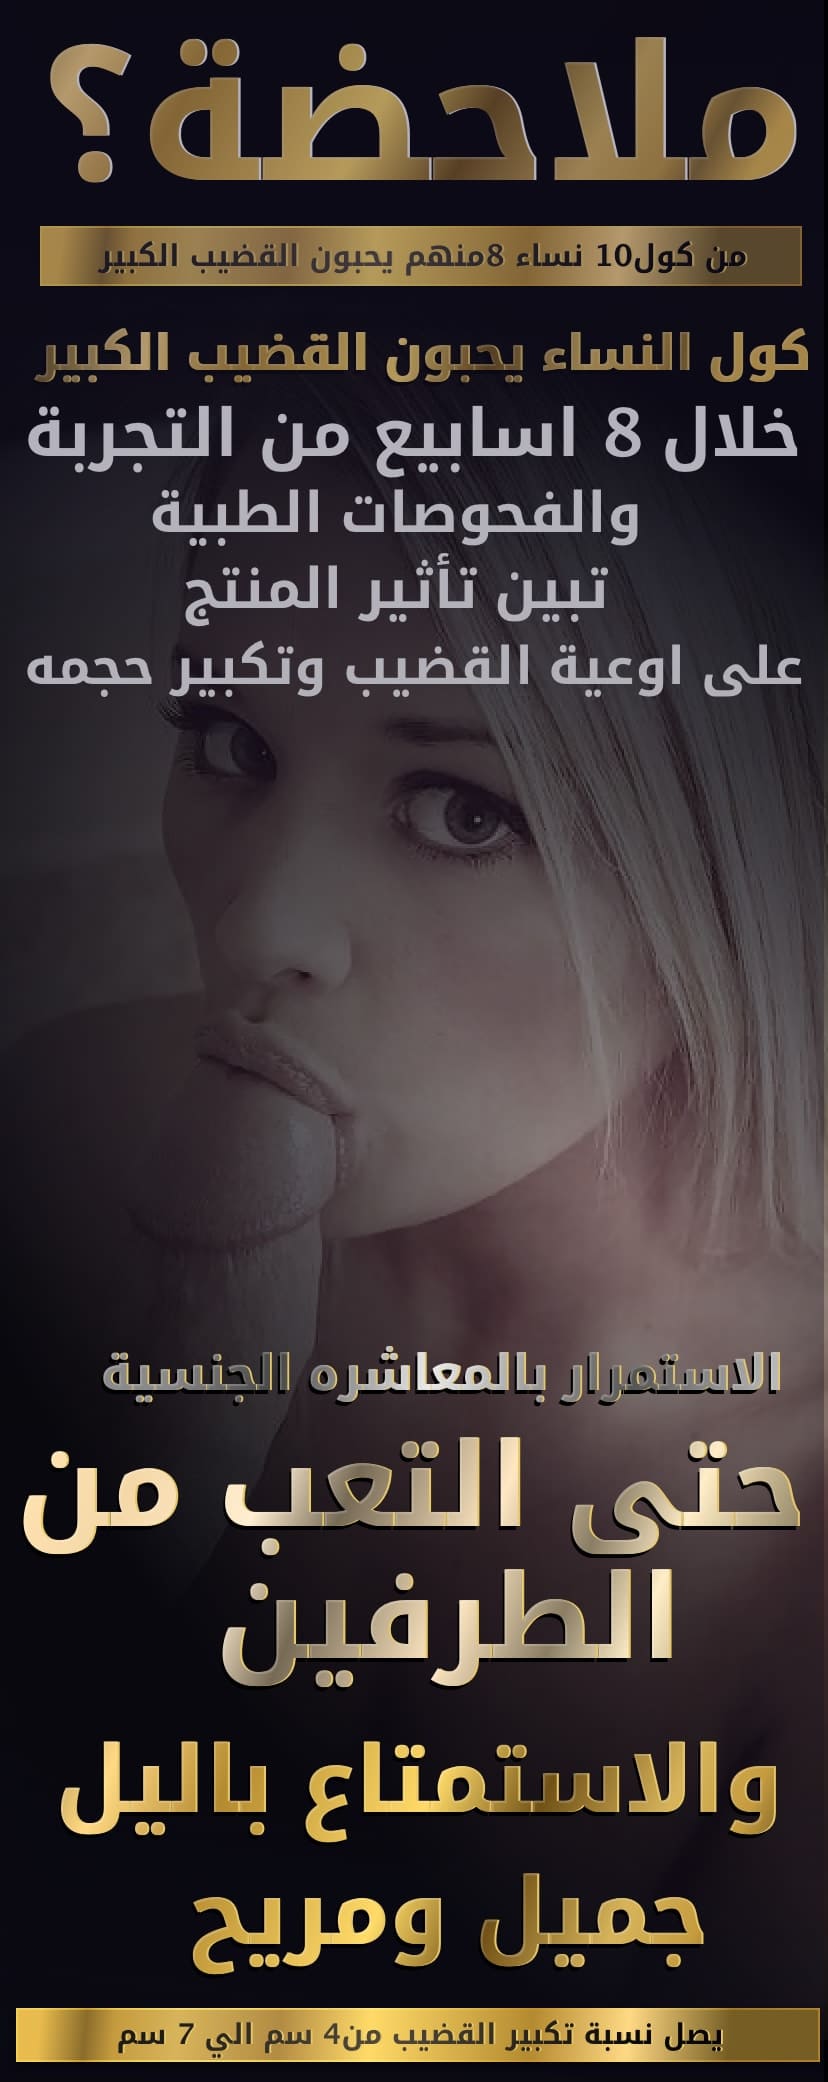 ملاحضة؟
من كول10 نساء 8منهم يحبون القضيب الكبير
كول النساء يحبون القضيب الكبير
خلال 8 اسابيع من التجربة
والفحوصات الطبية
تبين تأثير المنتج
على اوعية القضيب وتكبير حجمه
الاستمرار بالمعاشره الجنسية
حتى التعب من
الطرفين
والاستمتاع باليل
جميل ومريح
يصل نسبة تكبير القضيب من4 سم الي 7 سم